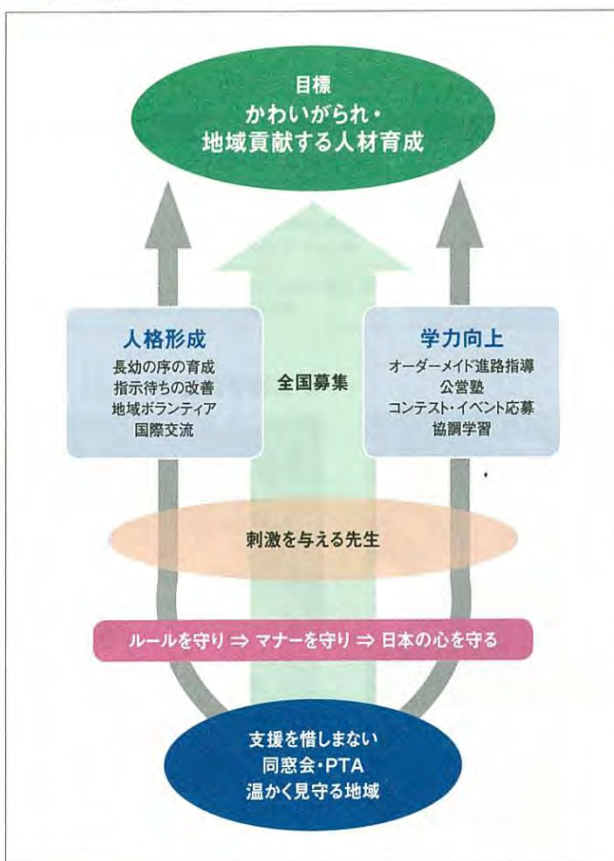 目標
かわいがられ・
地域貢献する人材育成
人格形成
長幼の序の育成
指示待ちの改善
地域ボランティア
国際交流
全国募集
学力向上
オーダーメイド進路指導
公営塾
コンテスト・イベント応募
協調学習
刺激を与える先生
ルールを守り⇒マナーを守り⇒日本の心を守る
支援を惜しまない
同窓会・PTA
温かく見守る地域